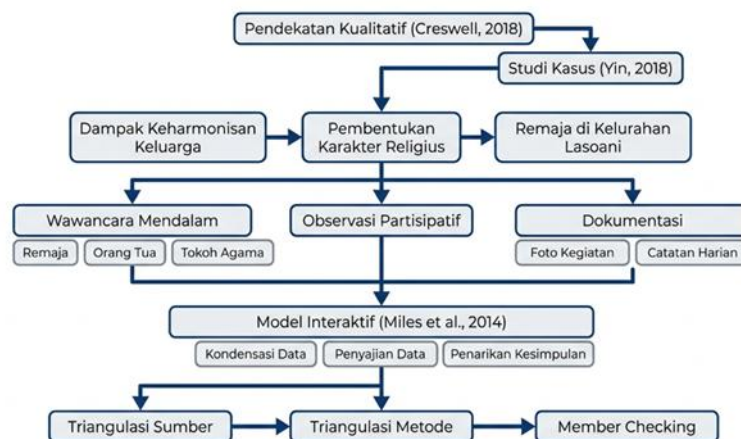 Pendekatan Kualitatif (Creswell, 2018)
Studi Kasus (Yin, 2018)
Dampak Keharmonisan
Keluarga
Pembentukan
Karakter Religius
Remaja di Kelurahan
Lasoani
Wawancara Mendalam
Remaja
Orang Tua
Tokoh Agama
Observasi Partisipatif
Dokumentasi
Foto Kegiatan
Catatan Harian
Model Interaktif (Miles et al., 2014)
Kondensasi Data
Penyajian Data
Penarikan Kesimpulan
Triangulasi Sumber
Triangulasi Metode
Member Checking